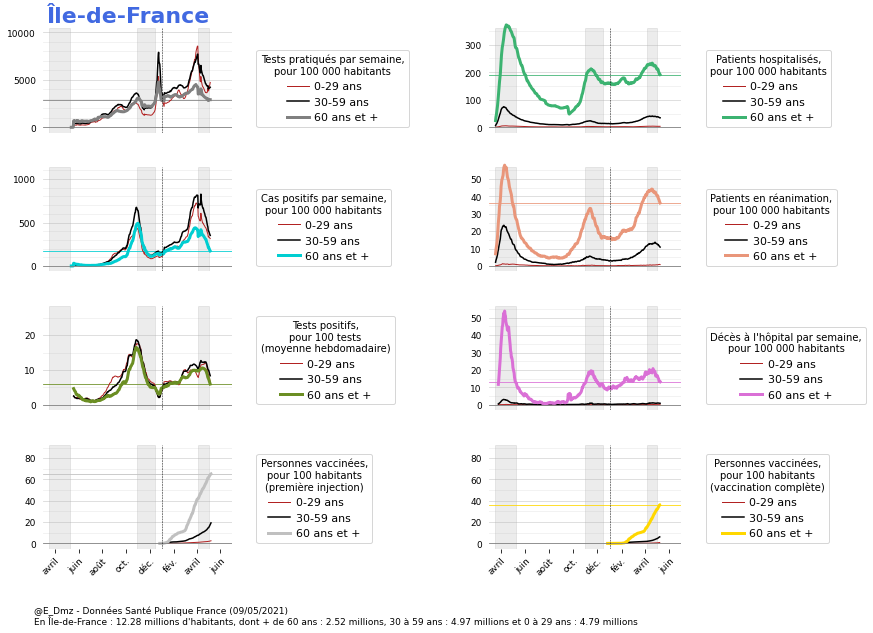 Île-de-France
10000
5000
0
Tests pratiqués par semaine,
pour 100 000 habitants
0-29 ans
30-59 ans
60 ans et +
300
200
100
0
Patients hospitalisés,
pour 100 000 habitants
0-29 ans
30-59 ans
60 ans et +
1000
500
0
Cas positifs par semaine,
pour 100 000 habitants
0-29 ans
30-59 ans
60 ans et +
50
40
30
20
10
0
Patients en réanimation,
pour 100 000 habitants
0-29 ans
30-59 ans
60 ans et +
20
10
0
Tests positifs,
pour 100 tests
(moyenne hebdomadaire)
0-29 ans
30-59 ans
60 ans et +
50
40
30
20
10
0
Décès à l'hôpital par semaine,
pour 100 000 habitants
0-29 ans
30-59 ans
60 ans et +
80
60
40
20
0
avril juin août oct. déc. fév. avril juin
Personnes vaccinées,
pour 100 habitants
(première injection)
0-29 ans
30-59 ans
60 ans et +
80
60
40
20
0
avril juin août oct. déc. fév. avril juin
Personnes vaccinées,
pour 100 habitants
(vaccination complète)
0-29 ans
30-59 ans
60 ans et +
@E_Dmz - Données Santé Publique France (09/05/2021)
En Île-de-France : 12.28 millions d'habitants, dont + de 60 ans : 2.52 millions, 30 à 59 ans : 4.97 millions et 0 à 29 ans : 4.79 millions